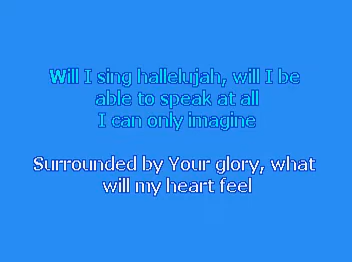 Will I sing hallelujah, will I be
able to speak at all
I can only imagine
Surrounded by Your glory, what
will my heart feel